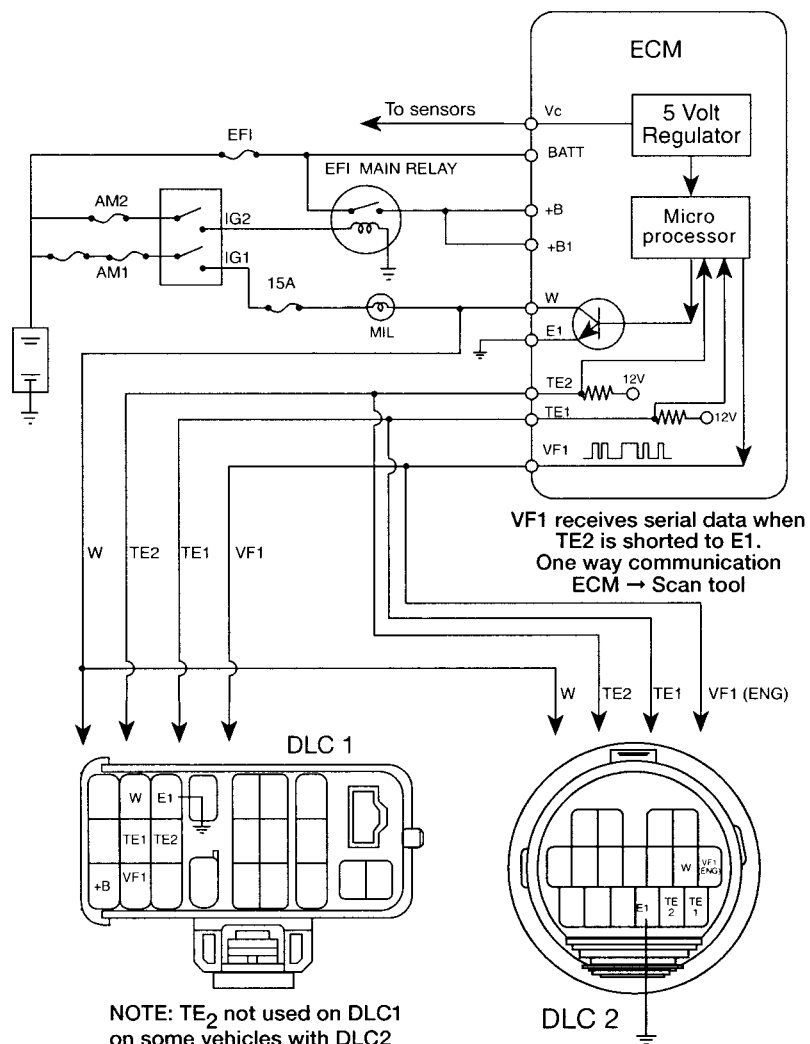 ECM
To sensors
Vc
5 Volt
Regulator
EFI
BATT
EFI MAIN RELAY
AM2
IG2
+B
Micro
processor
+B1
AM1
IG1
15A
W
MIL
E1
TE2
12V
TE1
12V
VF1
VF1 receives serial data when
TE2 is shorted to E1.
One way communication
ECM → Scan tool
W
TE2
TE1
VF1
W
TE2
TE1
VF1 (ENG)
DLC 1
W
E1
TE1
TE2
+B
VF1
W
VF1
(ENG)
E1
TE
2
TE
1
DLC 2
NOTE: TE2 not used on DLC1
on some vehicles with DLC2